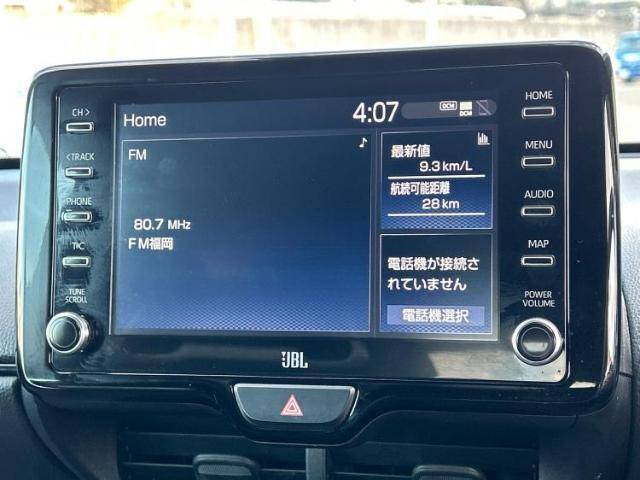 CH>
<TRACK
PHONE
T/C
TUNE
SCROLL
Home
4:07
DCM
DCM
FM
♪
80.7 MHz
FM福岡
最新値
9.3 km/L
航続可能距離
28 km
電話機が接続さ
れていません
電話機選択
HOME
MENU
AUDIO
MAP
POWER
VOLUME
JBL